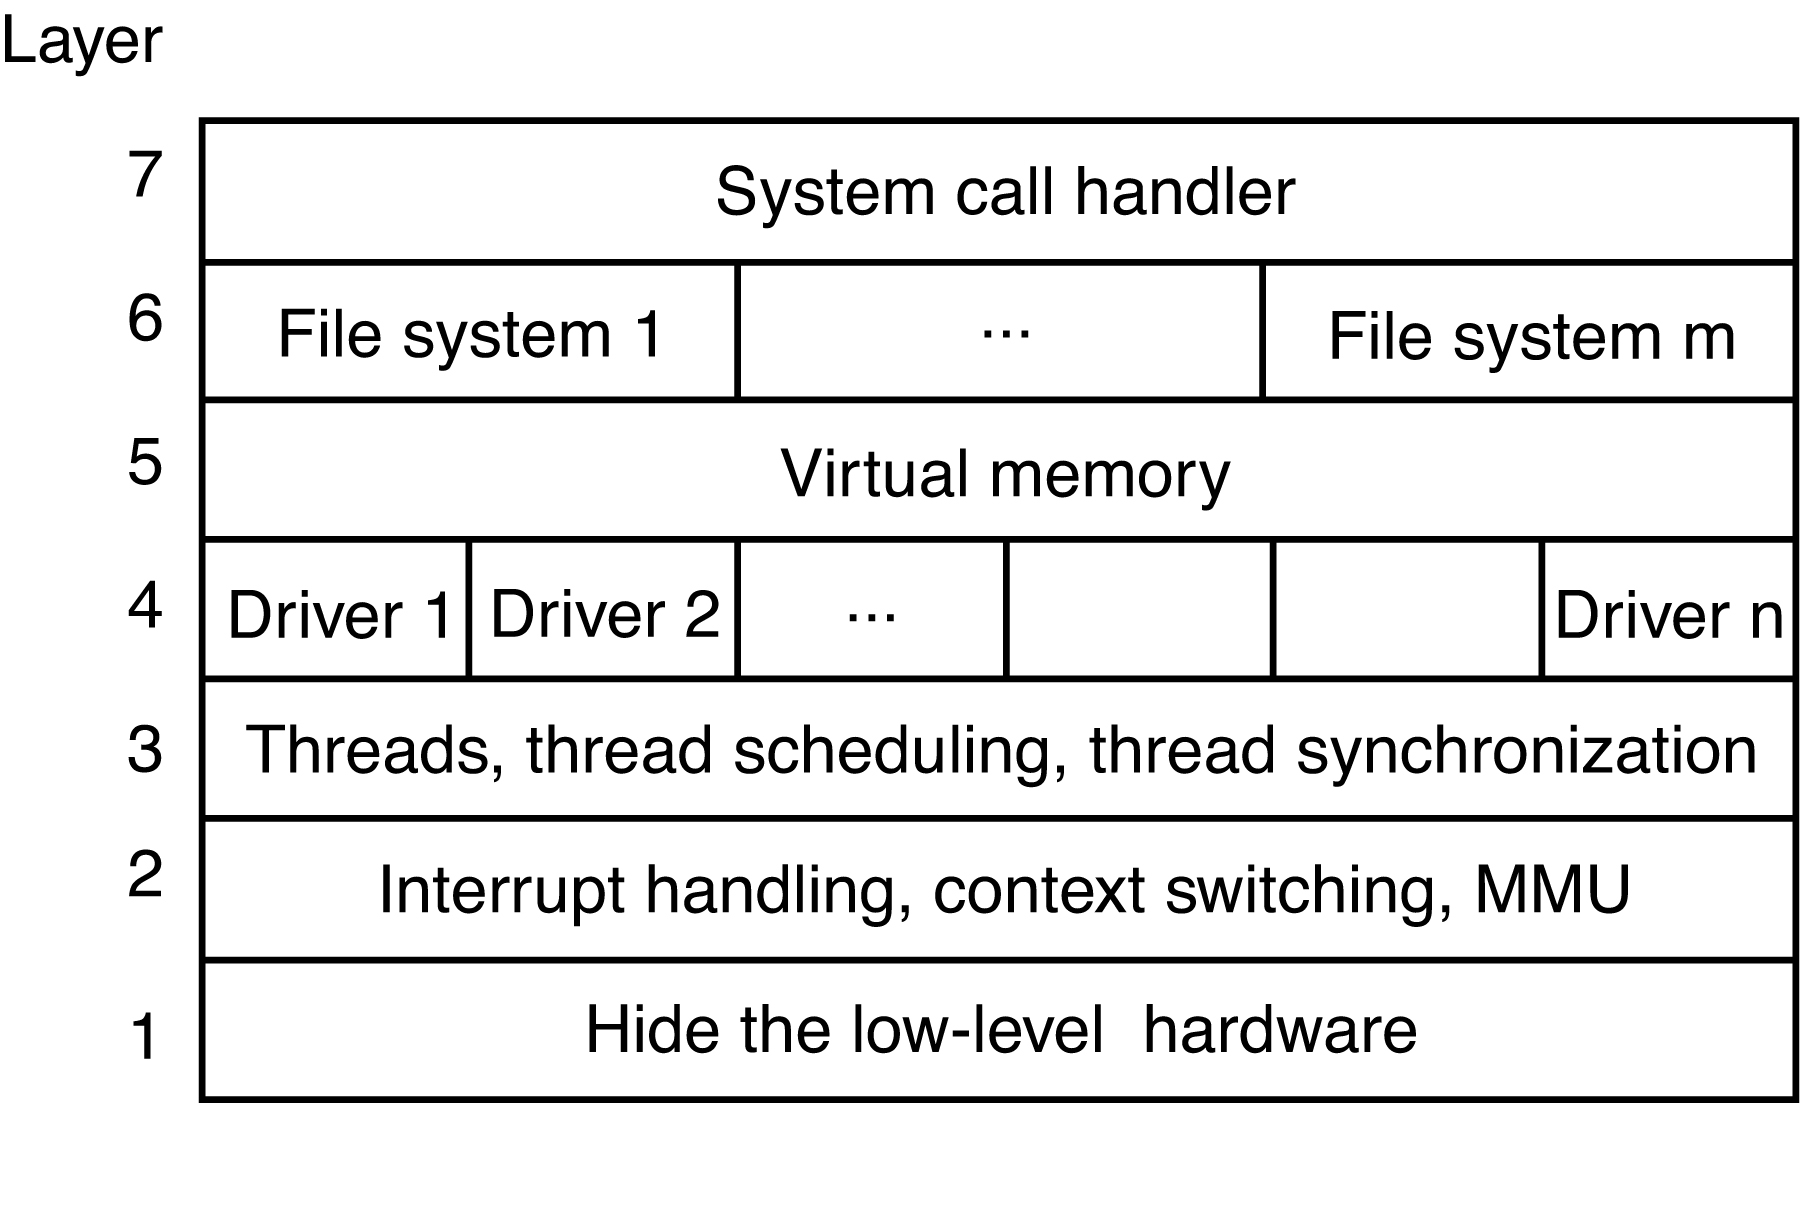 Layer
7 System call handler
6 File system 1 ... File system m
5 Virtual memory
4 Driver 1 Driver 2 ... Driver n
3 Threads, thread scheduling, thread synchronization
2 Interrupt handling, context switching, MMU
1 Hide the low-level hardware